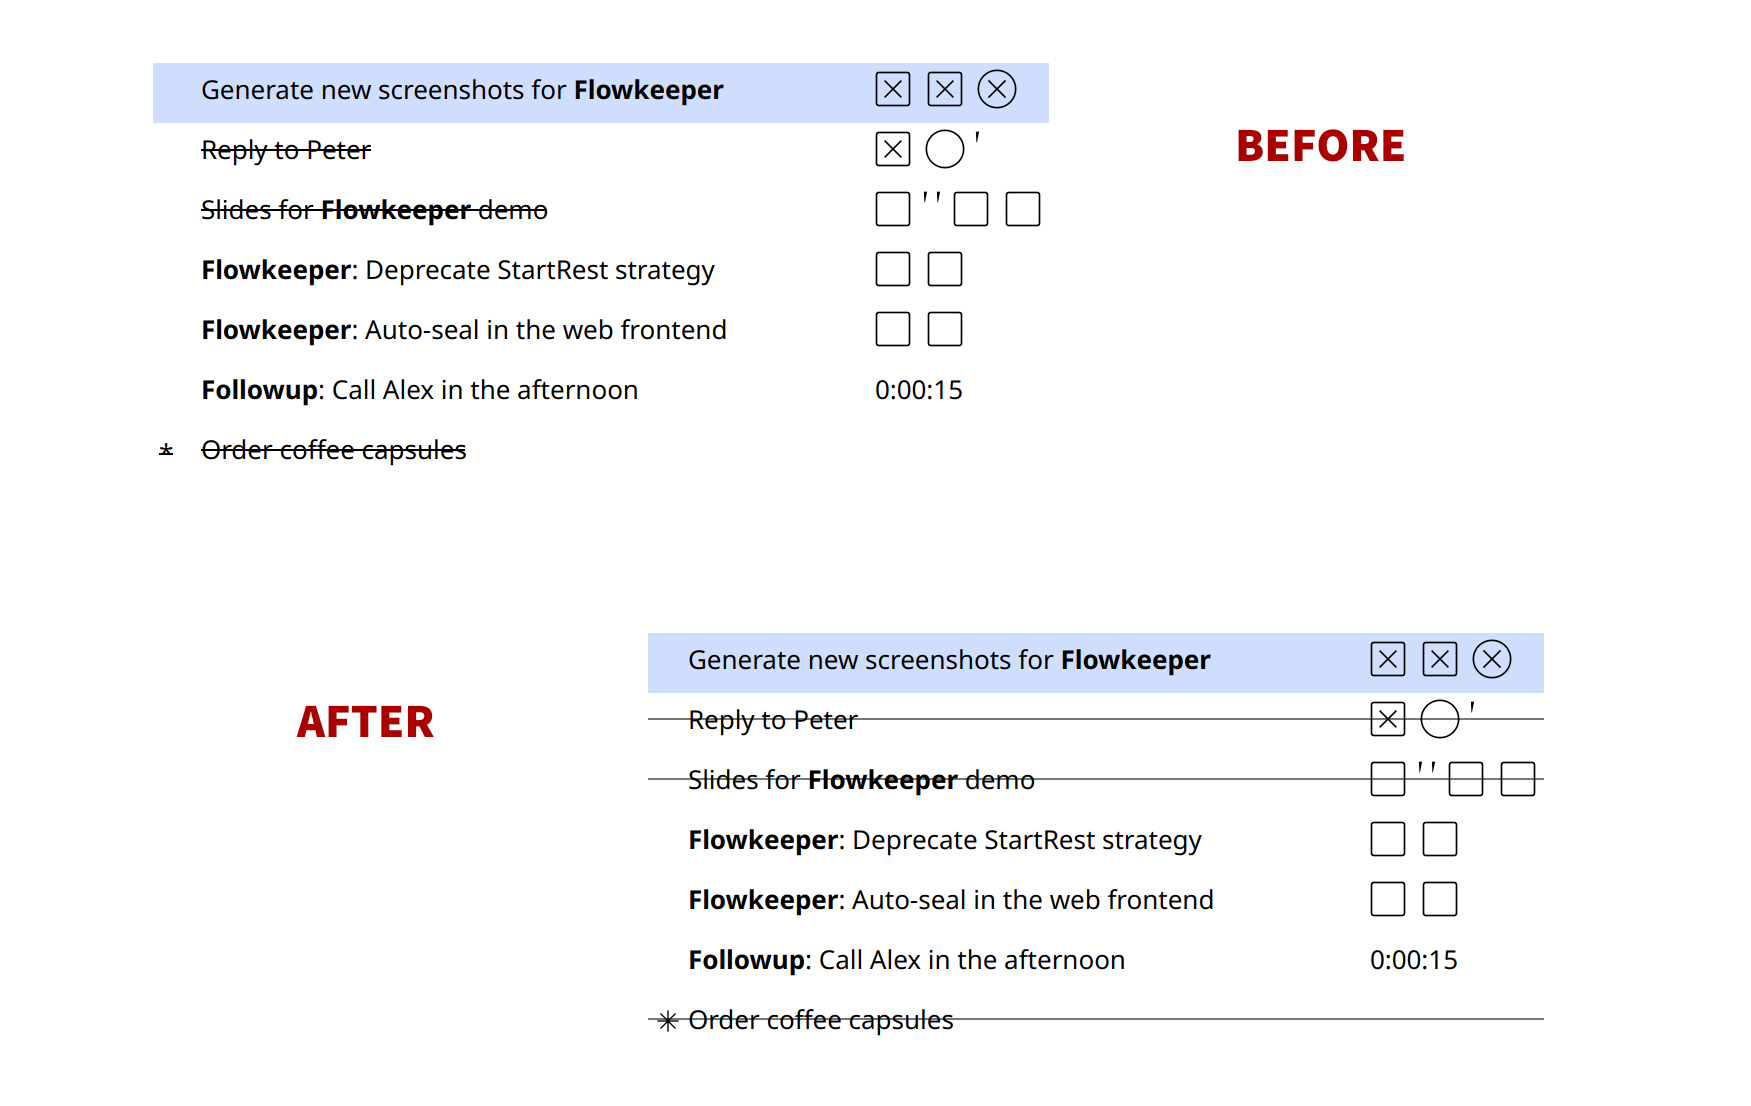 Generate new screenshots for Flowkeeper
BEFORE
Reply to Peter '
Slides for Flowkeeper demo ' '
Flowkeeper: Deprecate StartRest strategy
Flowkeeper: Auto-seal in the web frontend
Followup: Call Alex in the afternoon 0:00:15
* Order coffee capsules
AFTER
Generate new screenshots for Flowkeeper
Reply to Peter '
Slides for Flowkeeper demo ' '
Flowkeeper: Deprecate StartRest strategy
Flowkeeper: Auto-seal in the web frontend
Followup: Call Alex in the afternoon 0:00:15
* Order coffee capsules